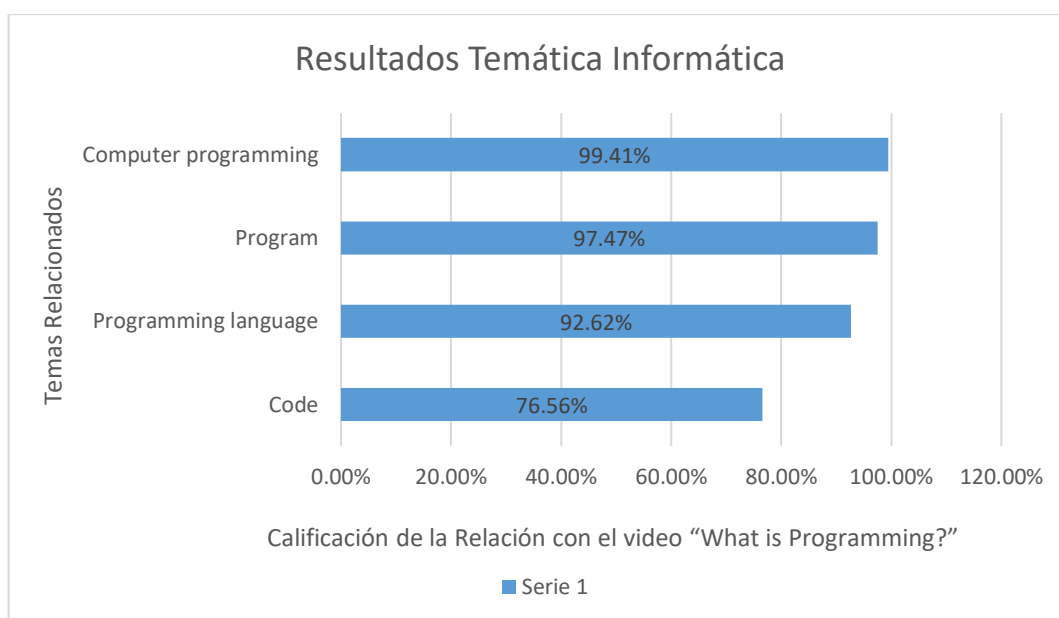 Resultados Temática Informática
Temas Relacionados
Computer programming
99.41%
Program
97.47%
Programming language
92.62%
Code
76.56%
0.00% 20.00% 40.00% 60.00% 80.00% 100.00% 120.00%
Calificación de la Relación con el video “What is Programming?”
Serie 1